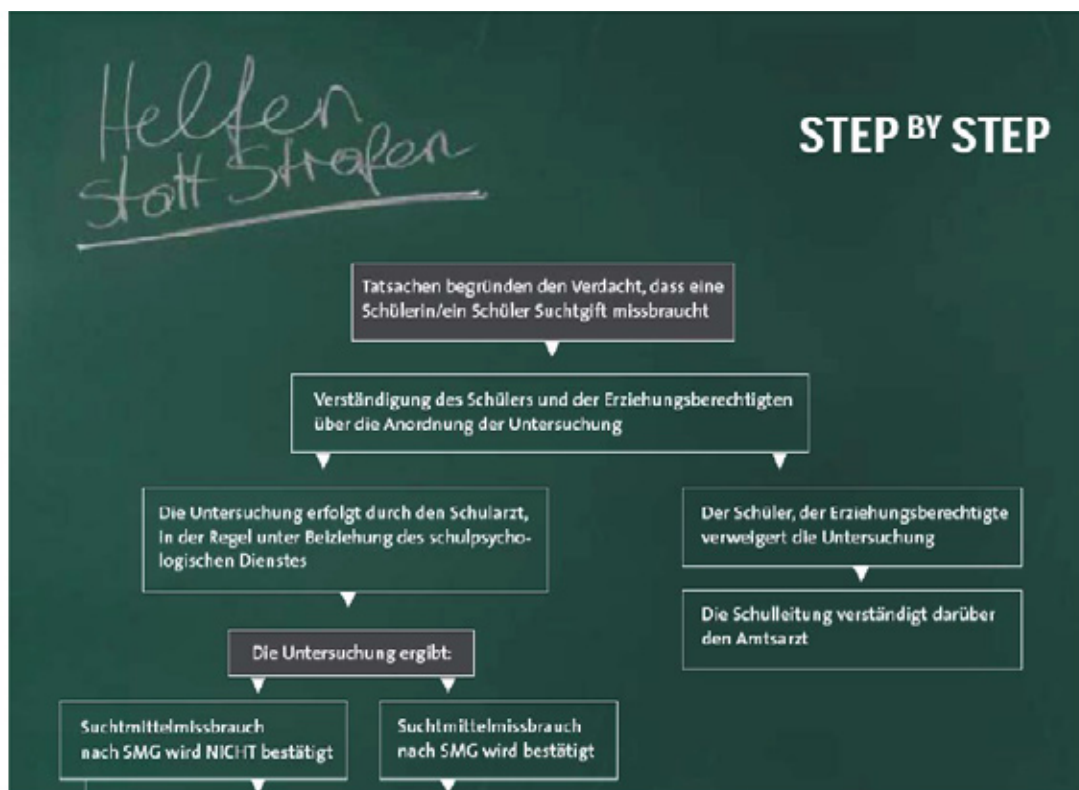 Helfen
statt Strafen
STEP BY STEP
Tatsachen begründen den Verdacht, dass eine
Schülerin/ein Schüler Suchtgift missbraucht
Verständigung des Schülers und der Erziehungsberechtigten
über die Anordnung der Untersuchung
Die Untersuchung erfolgt durch den Schularzt,
in der Regel unter Beiziehung des schulpsycho-
logischen Dienstes
Der Schüler, der Erziehungsberechtigte
verweigert die Untersuchung
Die Schulleitung verständigt darüber
den Amtsarzt
Die Untersuchung ergibt:
Suchtmittelmissbrauch
nach SMG wird NICHT bestätigt
Suchtmittelmissbrauch
nach SMG wird bestätigt